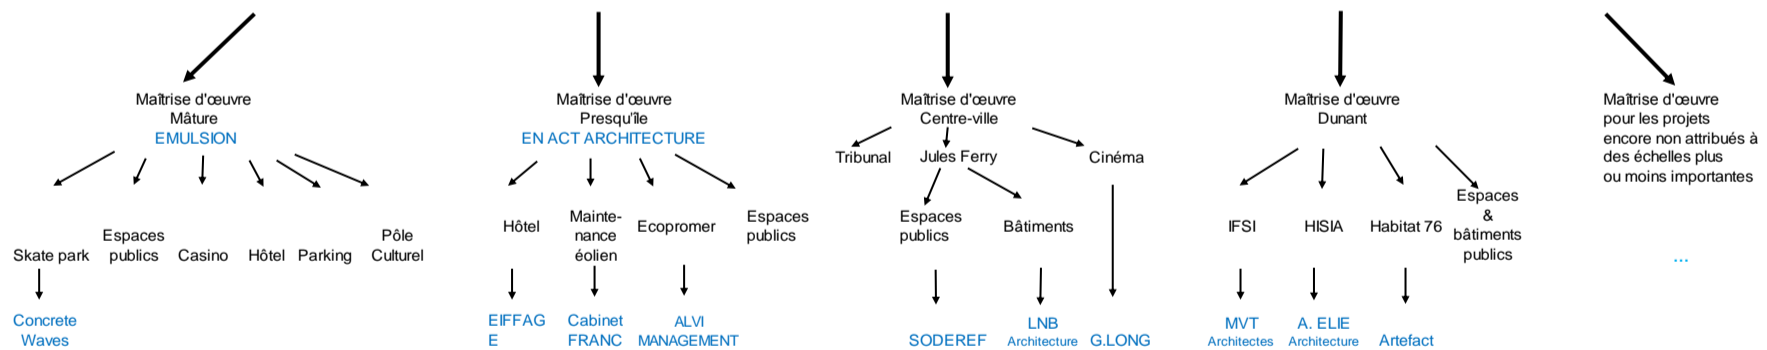 Maîtrise d'œuvre
Mâture
EMULSION
Skate park
Espaces
publics
Casino
Hôtel
Parking
Pôle
Culturel
Concrete
Waves
Maîtrise d'œuvre
Presqu'île
EN ACT ARCHITECTURE
Hôtel
Mainte-
nance
éolien
Ecopromer
Espaces
publics
EIFFAG
E
Cabinet
FRANC
ALVI
MANAGEMENT
Maîtrise d'œuvre
Centre-ville
Tribunal
Jules Ferry
Cinéma
Espaces
publics
Bâtiments
SODEREF
LNB
Architecture
G.LONG
Maîtrise d'œuvre
Dunant
IFSI
HISIA
Habitat 76
Espaces
&
bâtiments
publics
MVT
Architectes
A. ELIE
Architecture
Artefact
Maîtrise d'œuvre
pour les projets
encore non attribués à
des échelles plus
ou moins importantes
...